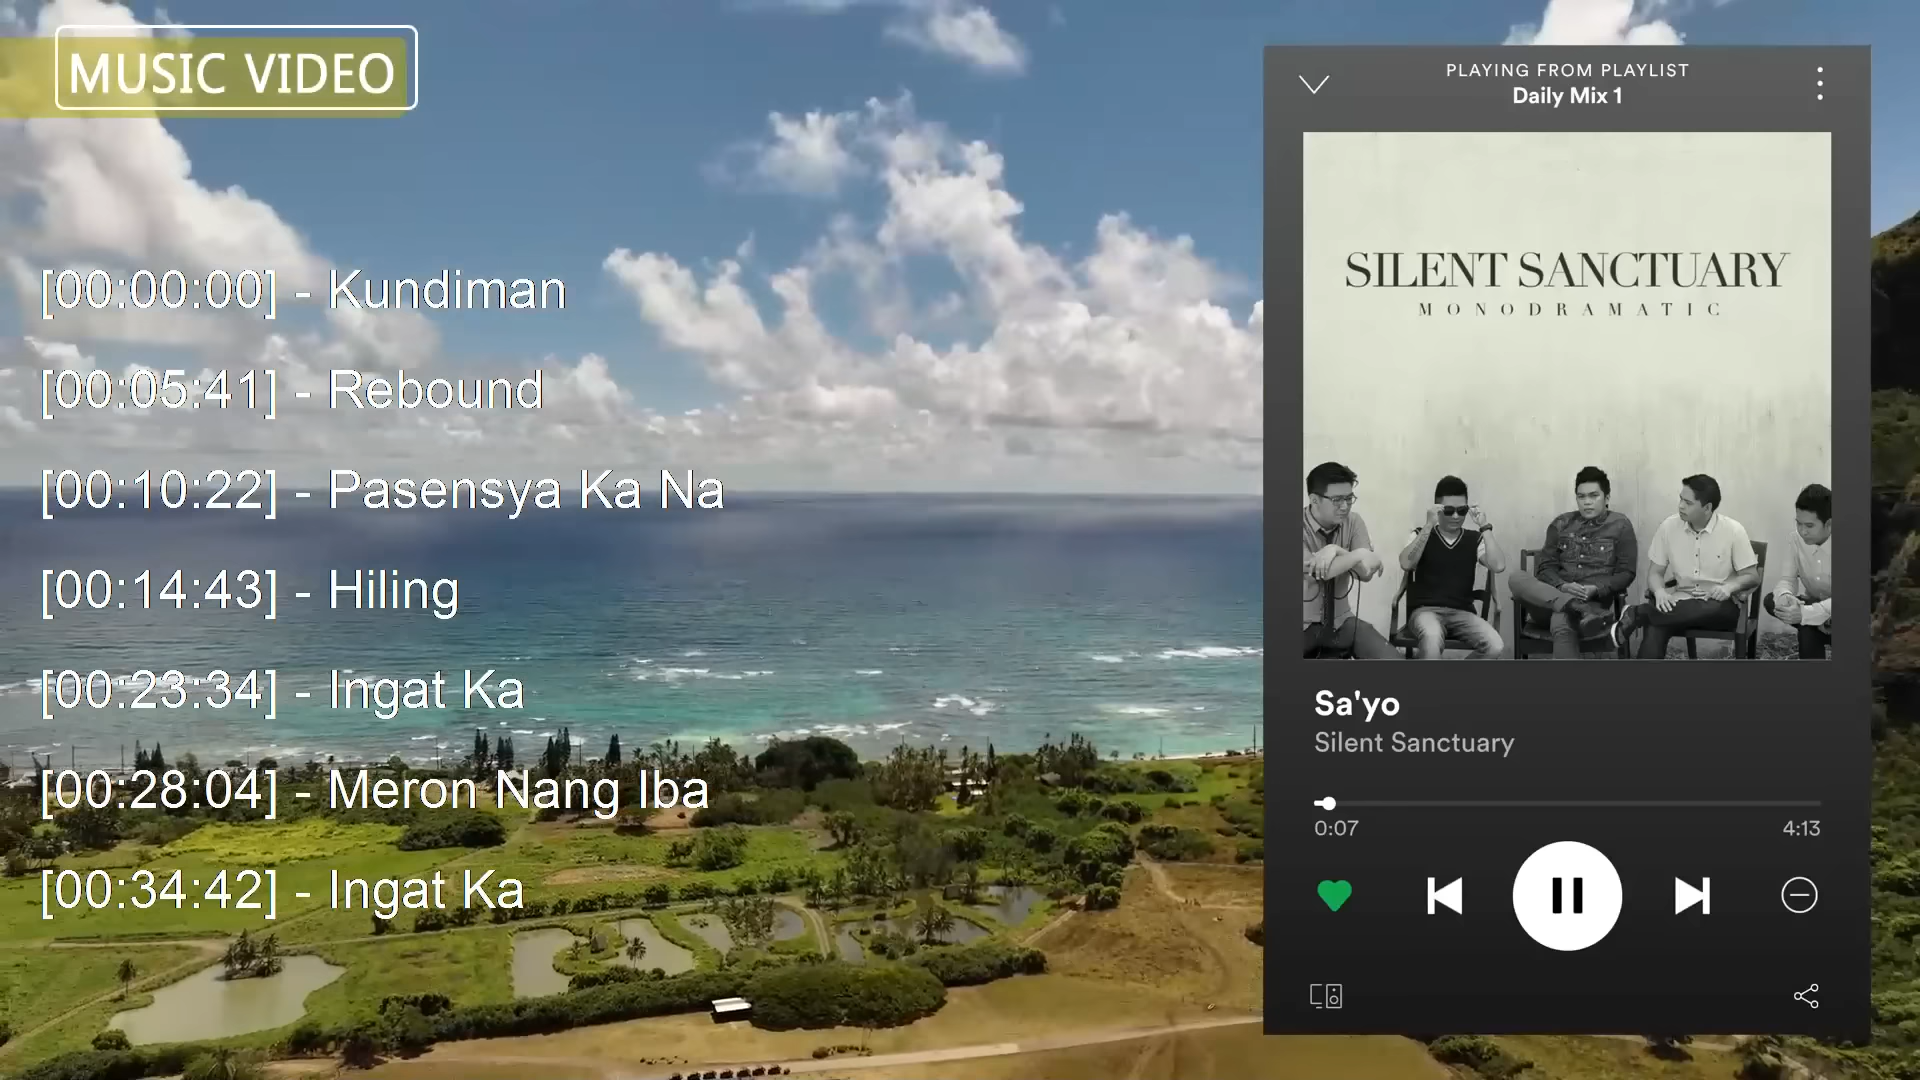 MUSIC VIDEO
[00:00:00] - Kundiman
[00:05:41] - Rebound
[00:10:22] - Pasensya Ka Na
[00:14:43] - Hiling
[00:23:34] - Ingat Ka
[00:28:04] - Meron Nang Iba
[00:34:42] - Ingat Ka
PLAYING FROM PLAYLIST
Daily Mix 1
SILENT SANCTUARY
MONODRAMATIC
Sa'yo
Silent Sanctuary
0:07 4:13